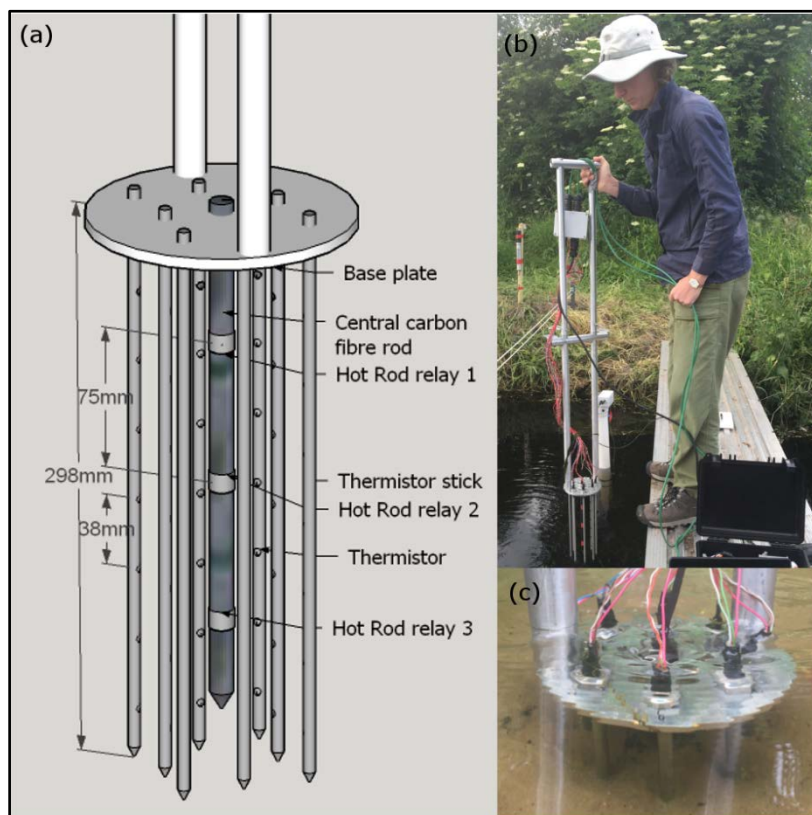 (a)
Base plate
Central carbon
fibre rod
Hot Rod relay 1
75mm
298mm
Thermistor stick
Hot Rod relay 2
38mm
Thermistor
Hot Rod relay 3
(b)
(c)